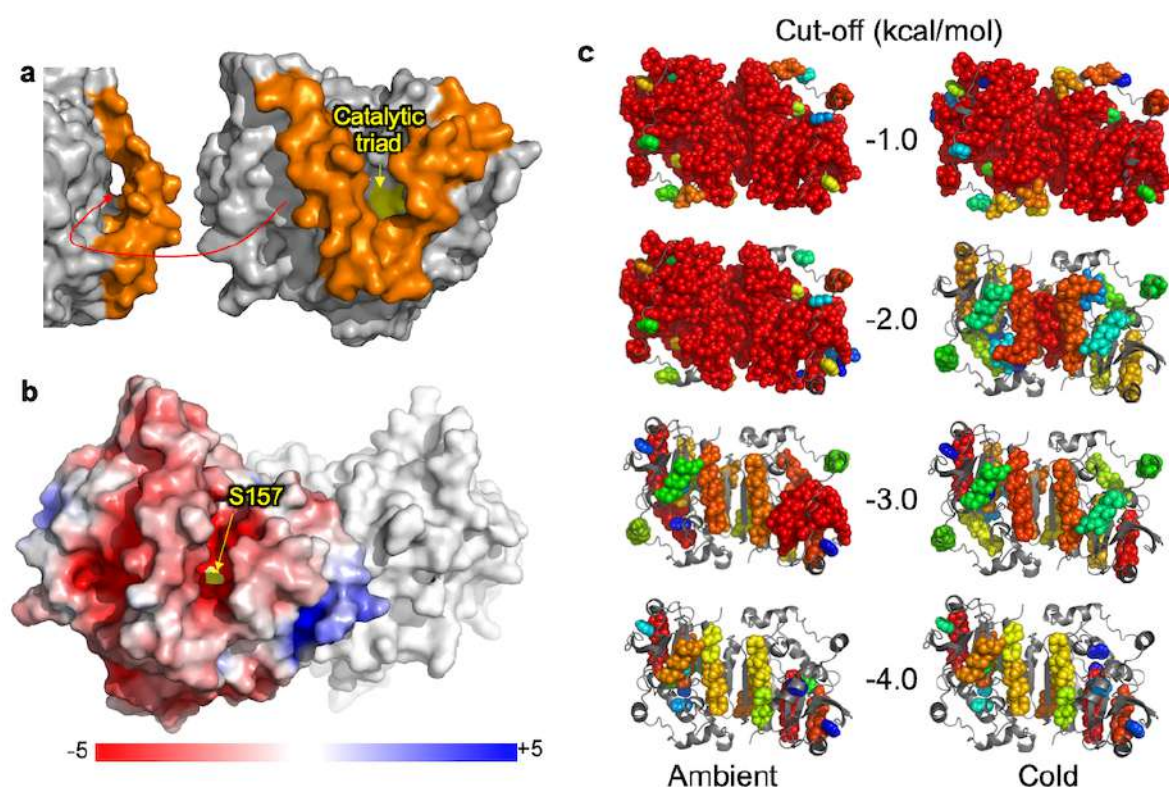 a
Catalytic
triad
b
S157
-5
+5
c
Cut-off (kcal/mol)
-1.0
-2.0
-3.0
-4.0
Ambient
Cold